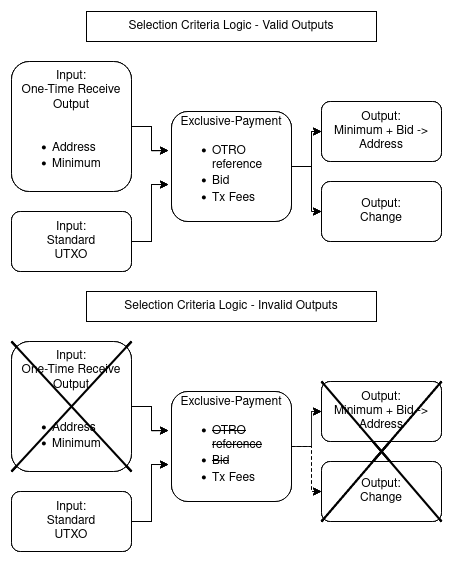 Selection Criteria Logic - Valid Outputs
Input:
One-Time Receive
Output
• Address
• Minimum
Input:
Standard
UTXO
Exclusive-Payment
• OTRO
reference
• Bid
• Tx Fees
Output:
Minimum + Bid ->
Address
Output:
Change
Selection Criteria Logic - Invalid Outputs
Input:
One-Time Receive
Output
• Address
• Minimum
Input:
Standard
UTXO
Exclusive-Payment
• OTRO
reference
• Bid
• Tx Fees
Output:
Minimum + Bid ->
Address
Output:
Change